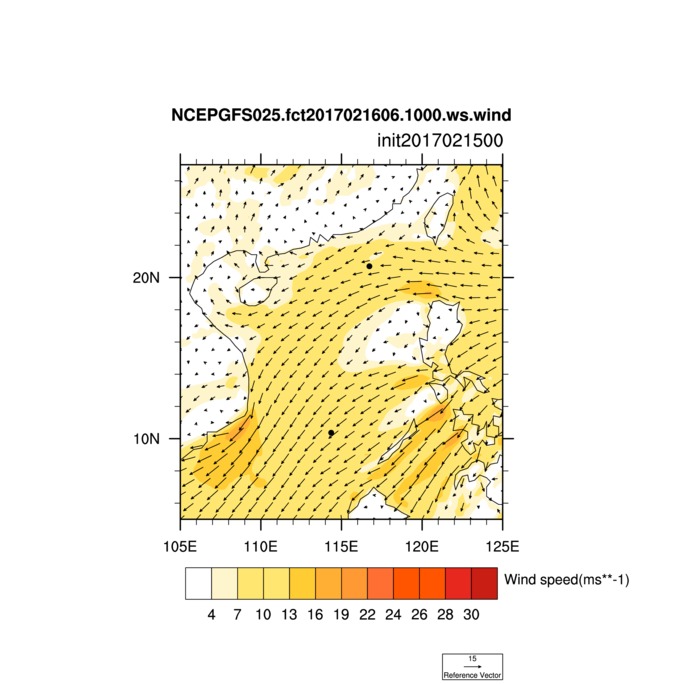 NCEPGFS025.fct2017021606.1000.ws.wind
init2017021500
20N
10N
105E 110E 115E 120E 125E
Wind speed(ms**-1)
4 7 10 13 16 19 22 24 26 28 30
15
Reference Vector